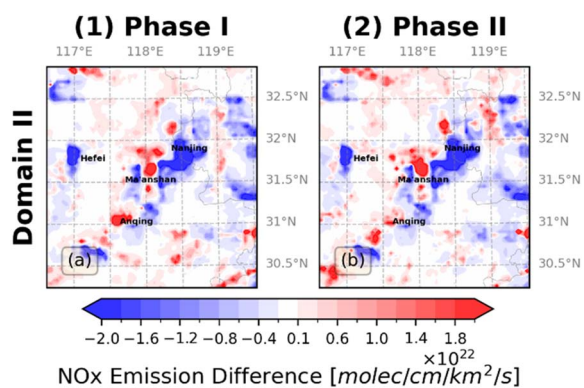 (1) Phase I (2) Phase II
117°E 118°E 119°E 117°E 118°E 119°E
Domain II
32.5°N 32.5°N
32°N 32°N
Nanjing Nanjing
Hefei Hefei
31.5°N 31.5°N
Ma'anshan Ma'anshan
31°N 31°N
Anqing Anqing
30.5°N 30.5°N
(a) (b)
−2.0 −1.6 −1.2 −0.8 −0.4 0.1 0.6 1.0 1.4 1.8
×10²²
NOx Emission Difference [molec/cm/km²/s]